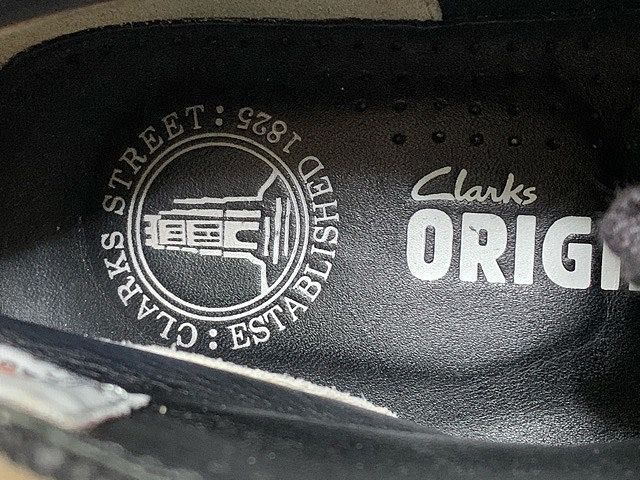 CLARKS STREET : ESTABLISHED 1825 :
Clarks
ORIGI